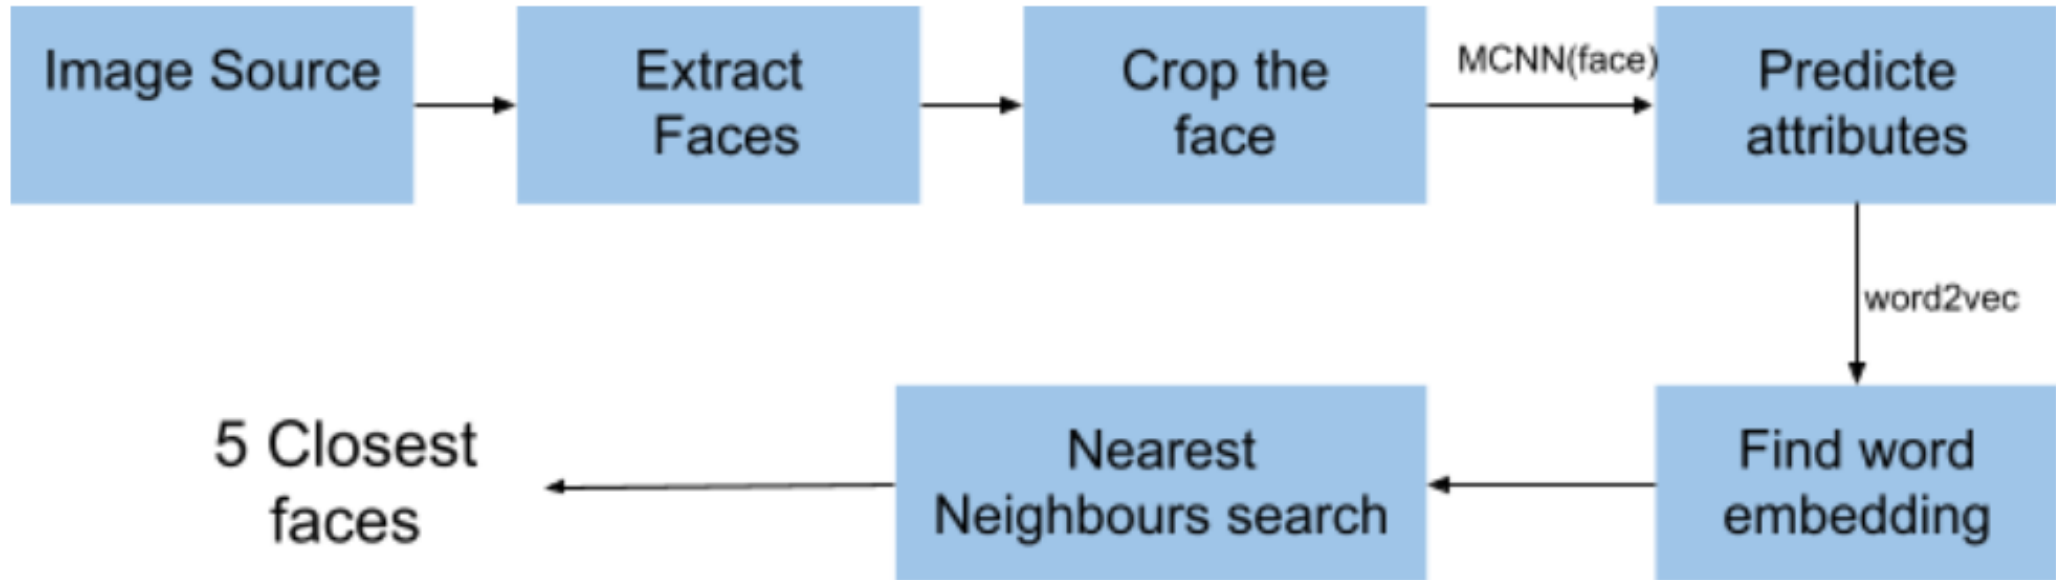 Image Source
Extract
Faces
Crop the
face
MCNN(face)
Predicte
attributes
word2vec
Find word
embedding
Nearest
Neighbours search
5 Closest
faces